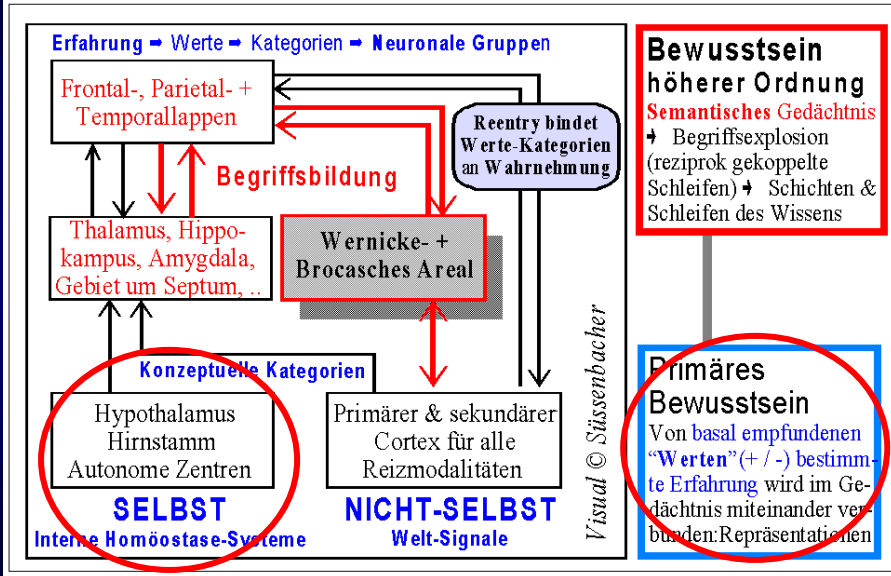 Erfahrung ➡ Werte ➡ Kategorien ➡ Neuronale Gruppen
Frontal-, Parietal- +
Temporallappen
Reentry bindet
Werte-Kategorien
an Wahrnehmung
Begriffsbildung
Thalamus, Hippo-
kampus, Amygdala,
Gebiet um Septum, ..
Wernicke- +
Brocasches Areal
Konzeptuelle Kategorien
Hypothalamus
Hirnstamm
Autonome Zentren
Primärer & sekundärer
Cortex für alle
Reizmodalitäten
SELBST
Interne Homöostase-Systeme
NICHT-SELBST
Welt-Signale
Visual © Süssenbacher
Bewusstsein
höherer Ordnung
Semantisches Gedächtnis
➡ Begriffsexplosion
(reziprok gekoppelte
Schleifen) ➡ Schichten &
Schleifen des Wissens
Primäres
Bewusstsein
Von basal empfundenen
“Werten”(+ / -) bestimm-
te Erfahrung wird im Ge-
dächtnis miteinander ver-
bunden:Repräsentationen